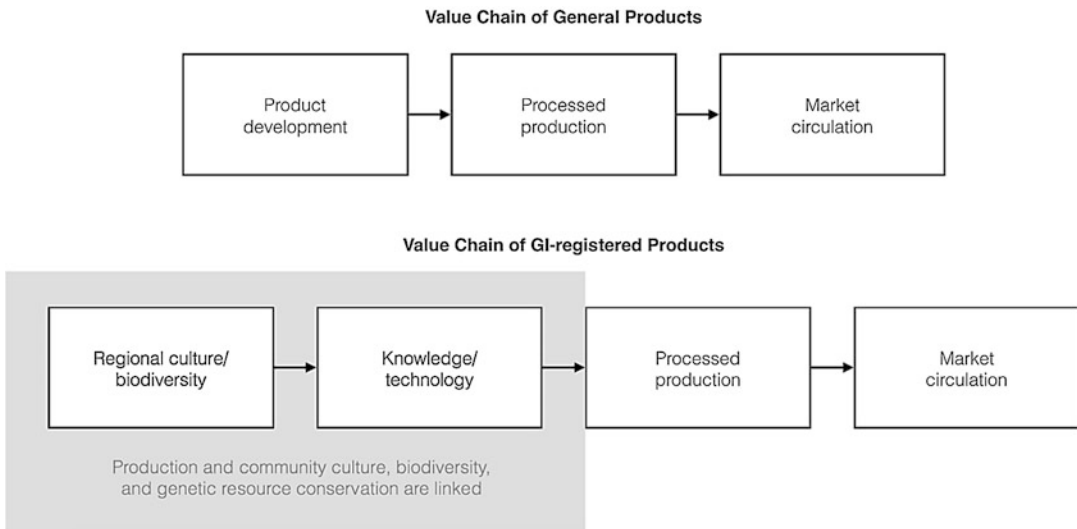 Value Chain of General Products
Product
development
Processed
production
Market
circulation
Value Chain of GI-registered Products
Regional culture/
biodiversity
Knowledge/
technology
Processed
production
Market
circulation
Production and community culture, biodiversity,
and genetic resource conservation are linked